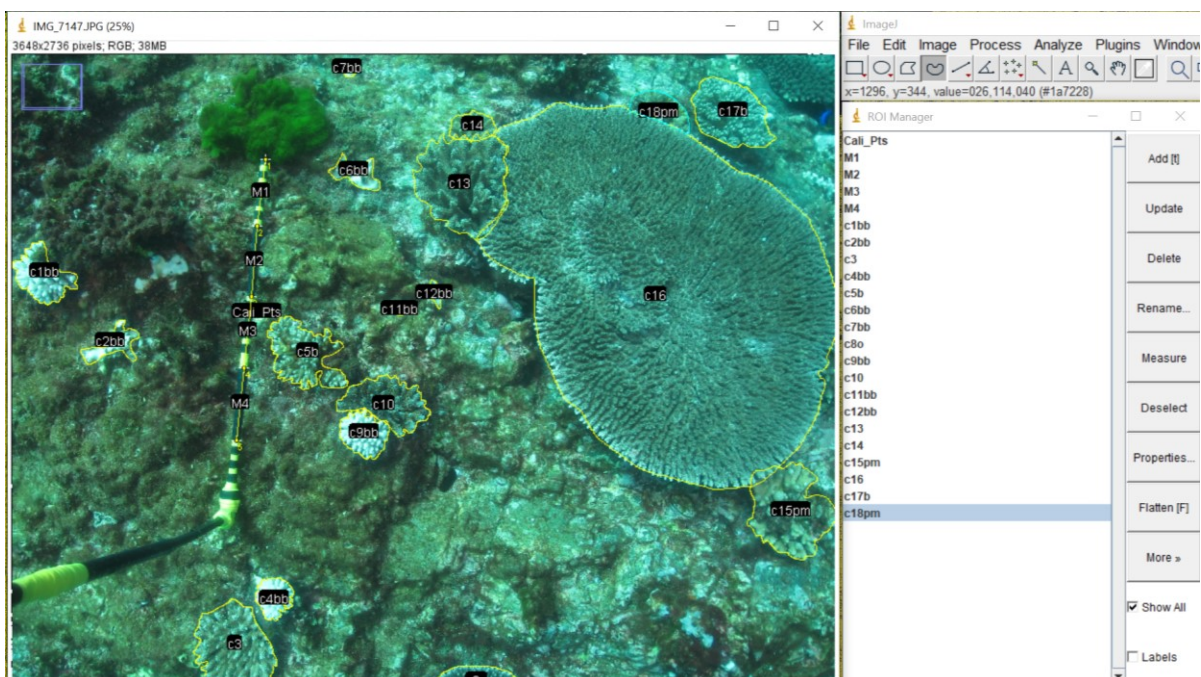 IMG_7147.JPG (25%)
3648x2736 pixels; RGB; 38MB
c7bb
c18pm
c17b
c14
c6bb
c13
M1
1
2
M2
c1bb
c16
c12bb
c11bb
Cali_Pts
M3
c2bb
c5b
4
M4
c10
c9bb
5
c15pm
c4bb
c3
ImageJ
File Edit Image Process Analyze Plugins Window
A
x=1296, y=344, value=026,114,040 (#1a7228)
ROI Manager
Cali_Pts
M1
M2
M3
M4
c1bb
c2bb
c3
c4bb
c5b
c6bb
c7bb
c8o
c9bb
c10
c11bb
c12bb
c13
c14
c15pm
c16
c17b
c18pm
Add [t]
Update
Delete
Rename...
Measure
Deselect
Properties...
Flatten [F]
More »
Show All
Labels